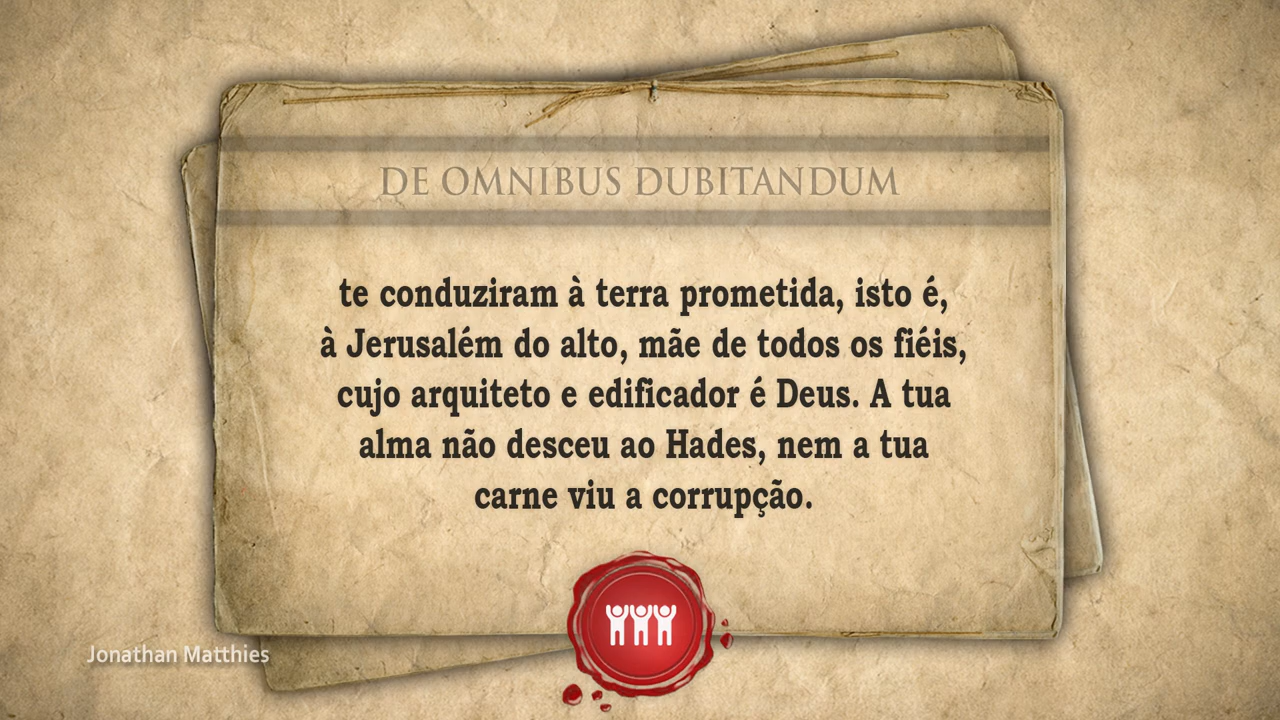 DE OMNIBUS DUBITANDUM
te conduziram à terra prometida, isto é,
à Jerusalém do alto, mãe de todos os fiéis,
cujo arquiteto e edificador é Deus. A tua
alma não desceu ao Hades, nem a tua
carne viu a corrupção.
Jonathan Matthies